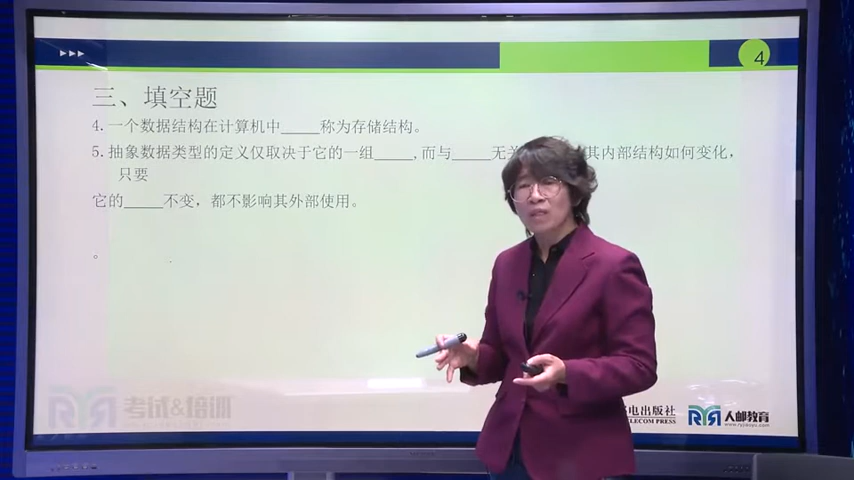 4
三、填空题
4.一个数据结构在计算机中_____称为存储结构。
5.抽象数据类型的定义仅取决于它的一组_____,而与_____无 其内部结构如何变化,
只要
它的_____不变，都不影响其外部使用。
。
RYR 考试&培训
电出版社
TELECOM PRESS
RYR 人邮教育
www.ryjiaoyu.com